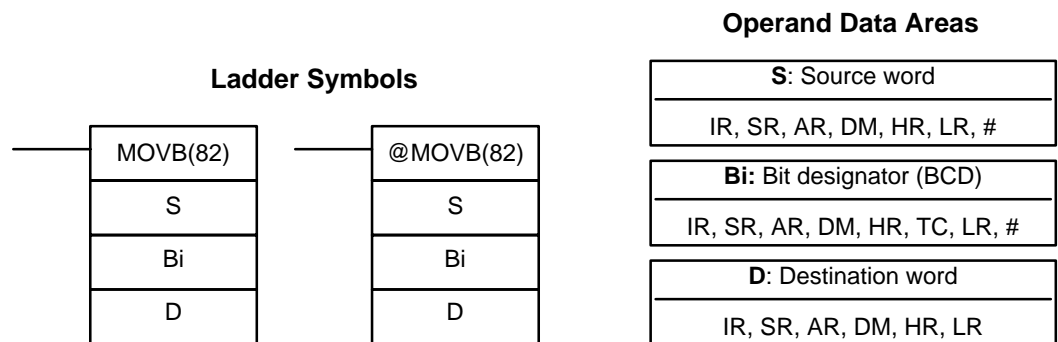 Ladder Symbols
MOVB(82)
S
Bi
D
@MOVB(82)
S
Bi
D
Operand Data Areas
S: Source word
IR, SR, AR, DM, HR, LR, #
Bi: Bit designator (BCD)
IR, SR, AR, DM, HR, TC, LR, #
D: Destination word
IR, SR, AR, DM, HR, LR